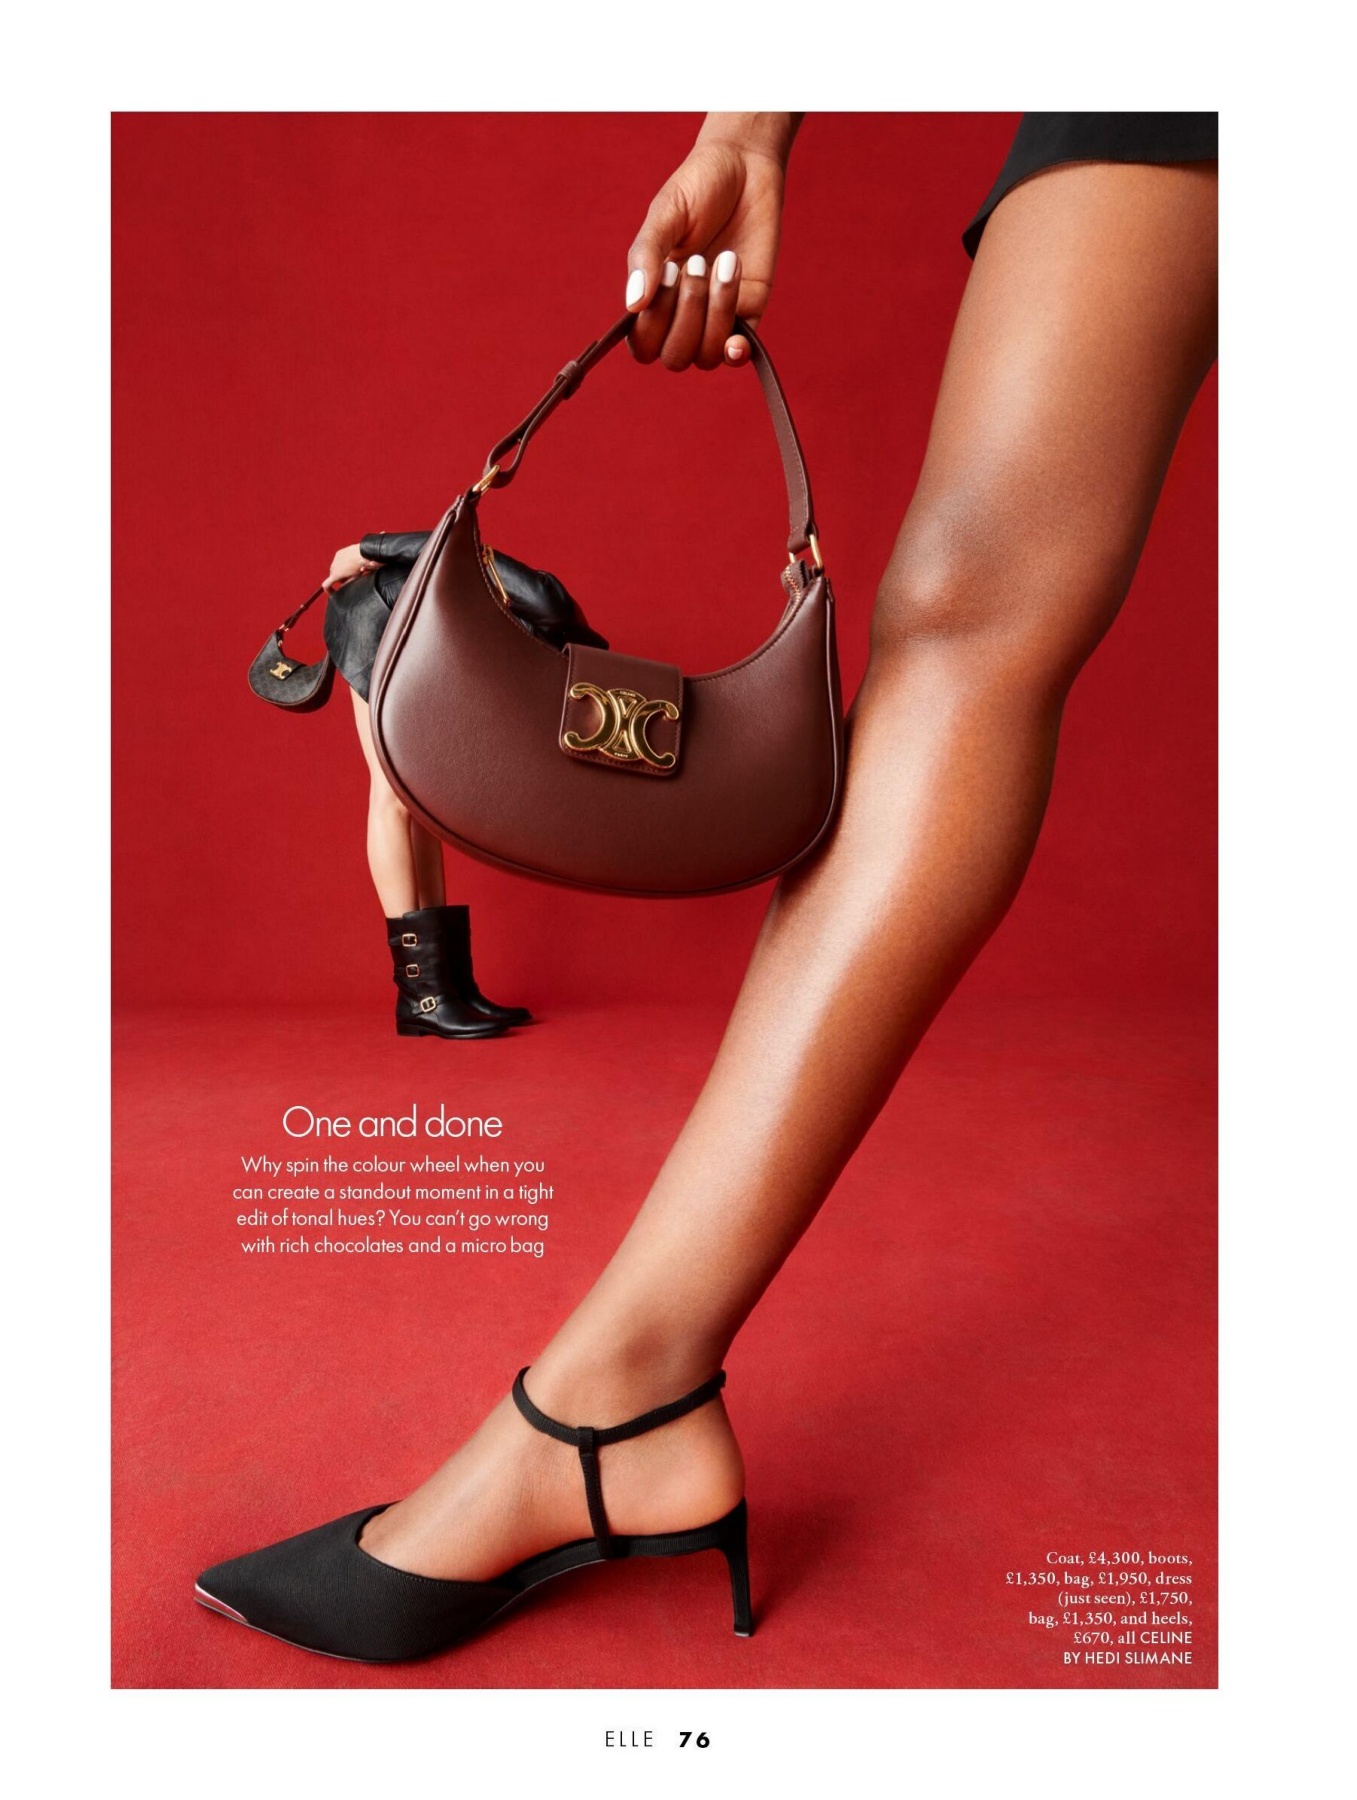 One and done
Why spin the colour wheel when you
can create a standout moment in a tight
edit of tonal hues? You can't go wrong
with rich chocolates and a micro bag
Coat, £4,300, boots,
£1,350, bag, £1,950, dress
(just seen), £1,750,
bag, £1,350, and heels,
£670, all CELINE
BY HEDI SLIMANE
ELLE 76